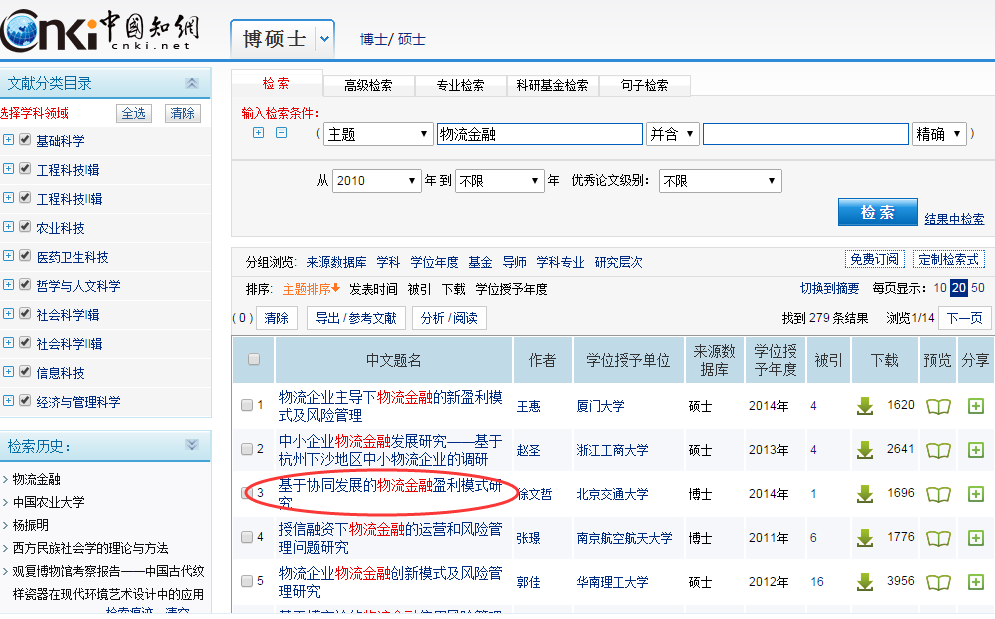 Cnki 中國知網
cnki.net
博硕士
博士/ 硕士
文献分类目录
选择学科领域 全选 清除
基础科学
工程科技Ⅰ辑
工程科技Ⅱ辑
农业科技
医药卫生科技
哲学与人文科学
社会科学Ⅰ辑
社会科学Ⅱ辑
信息科技
经济与管理科学
检索历史:
> 物流金融
> 中国农业大学
> 杨振明
> 西方民族社会学的理论与方法
> 观复博物馆考察报告——中国古代纹
样瓷器在现代环境艺术设计中的应用
检索痕迹 清空
检 索 高级检索 专业检索 科研基金检索 句子检索
输入检索条件:
( 主题 物流金融 并含 精确 )
从 2010 年 到 不限 年 优秀论文级别: 不限
检 索 结果中检索
分组浏览: 来源数据库 学科 学位年度 基金 导师 学科专业 研究层次 免费订阅 定制检索式
排序: 主题排序 发表时间 被引 下载 学位授予年度 切换到摘要 每页显示: 10 20 50
( 0 ) 清除 导出 / 参考文献 分析 / 阅读 找到 279 条结果 浏览1/14 下一页
中文题名 作者 学位授予单位 来源数 学位授 被引 下载 预览 分享
据库 予年度
1 物流企业主导下物流金融的新盈利模 王惠 厦门大学 硕士 2014年 4 1620
式及风险管理
2 中小企业物流金融发展研究——基于 赵圣 浙江工商大学 硕士 2013年 4 2641
杭州下沙地区中小物流企业的调研
3 基于协同发展的物流金融盈利模式研 徐文哲 北京交通大学 博士 2014年 1 1696
究
4 授信融资下物流金融的运营和风险管 张璟 南京航空航天大学 博士 2011年 6 1776
理问题研究
5 物流企业物流金融创新模式及风险管 郭佳 华南理工大学 硕士 2012年 16 3956
理研究